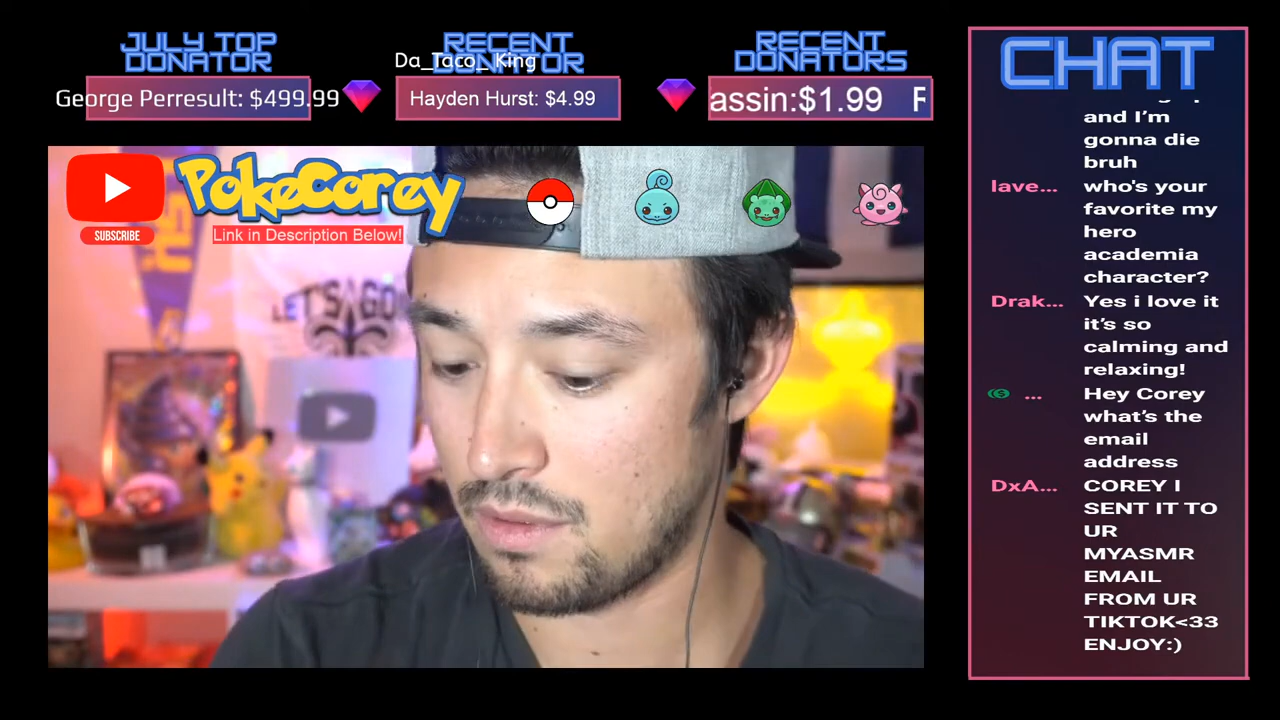 JULY TOP
DONATOR
George Perresult: $499.99
RECENT
DONATOR
Da_Taco_ King
Hayden Hurst: $4.99
RECENT
DONATORS
assin:$1.99
CHAT
and I'm
gonna die
bruh
lave... who's your
favorite my
hero
academia
character?
Drak... Yes i love it
it's so
calming and
relaxing!
... Hey Corey
what's the
email
address
DxA... COREY I
SENT IT TO
UR
MYASMR
EMAIL
FROM UR
TIKTOK<33
ENJOY:)
PokeCorey
SUBSCRIBE
Link in Description Below!
LET'S GO